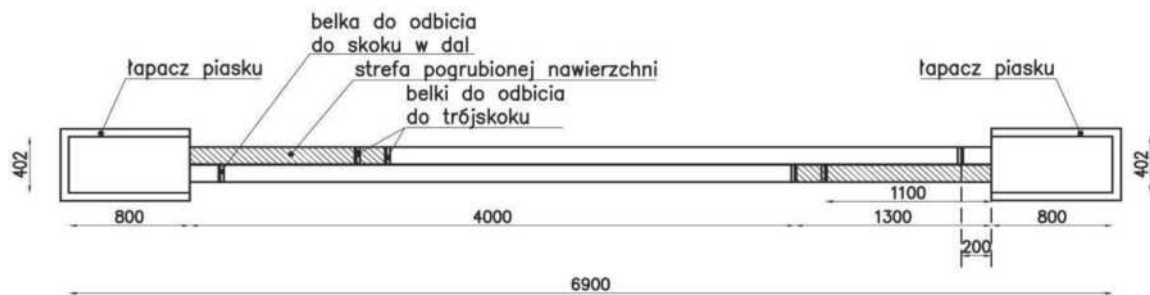 belka do odbicia
do skoku w dal
łapacz piasku
strefa pogrubionej nawierzchni
łapacz piasku
belki do odbicia
do trójskoku
402
402
1100
800
4000
1300
800
200
6900